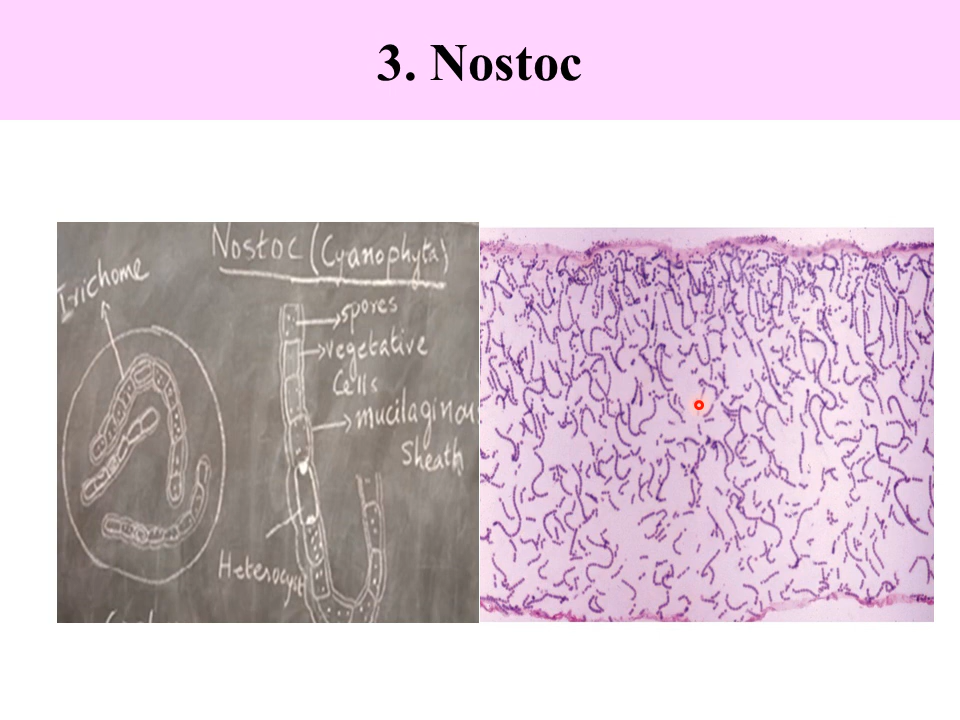 3. Nostoc
Nostoc (Cyanophyta)
Trichome
spores
vegetative
Cells
mucilaginous
Sheath
Heterocyst